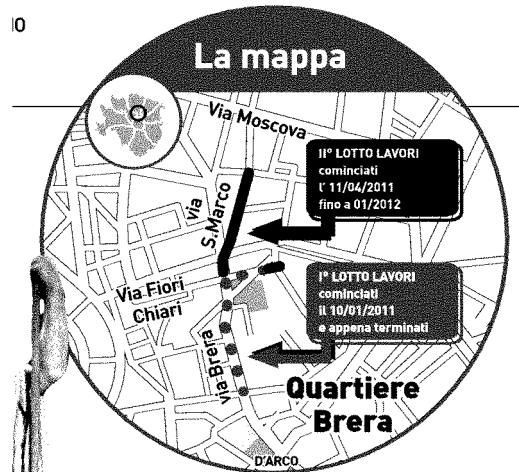 IO
La mappa
Via Moscova
II° LOTTO LAVORI
cominciati
l' 11/04/2011
fino a 01/2012
via
S.Marco
I° LOTTO LAVORI
cominciati
il 10/01/2011
e appena terminati
Via Fiori
Chiari
via Brera
Quartiere
Brera
D'ARCO